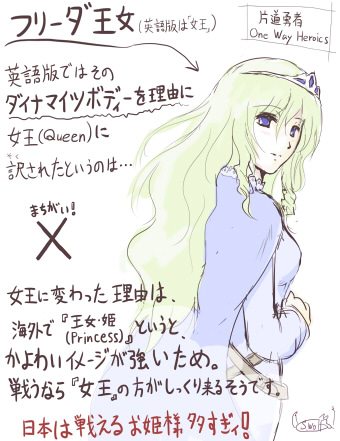 フリーダ王女(英語版は「女王」)
片道勇者
One Way Heroics
英語版ではその
ダイナマイツボディーを理由に
女王(Queen)に
訳されたというのは…
やく
まちがい!
×
女王に変わった理由は、
海外で『王女・姫
(Princess)』というと、
かよわいイメージが強いため。
戦うなら『女王』の方がしっくり来るそうです。
日本は戦えるお姫様多すぎィ!